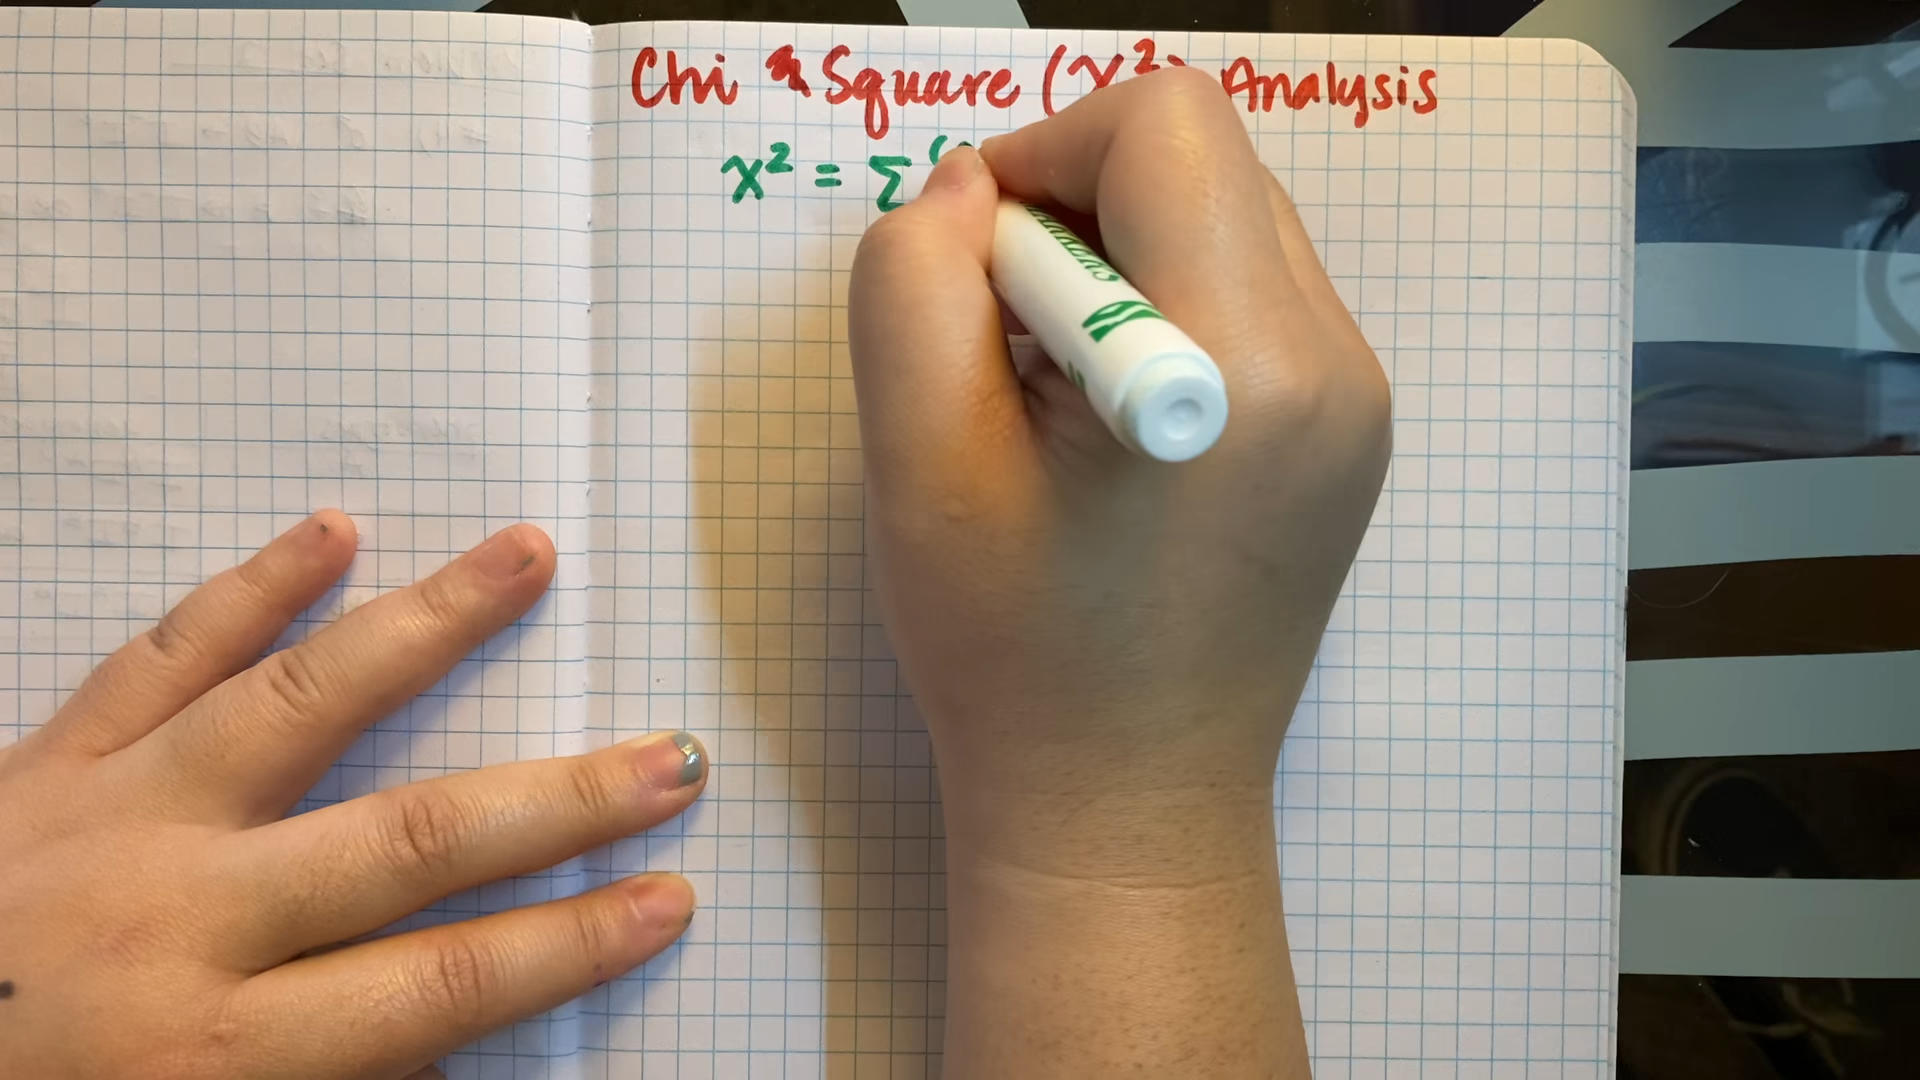 Chi Square (χ²) Analysis
χ² = Σ (